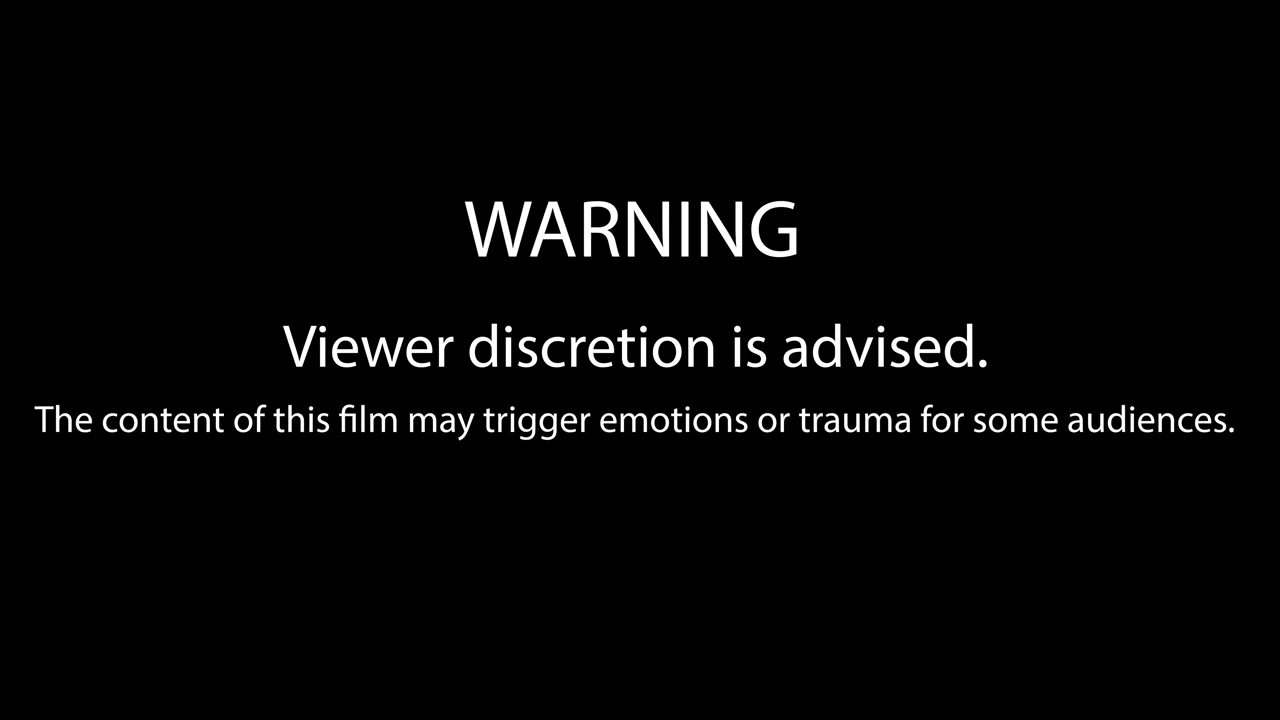 WARNING
Viewer discretion is advised.
The content of this film may trigger emotions or trauma for some audiences.